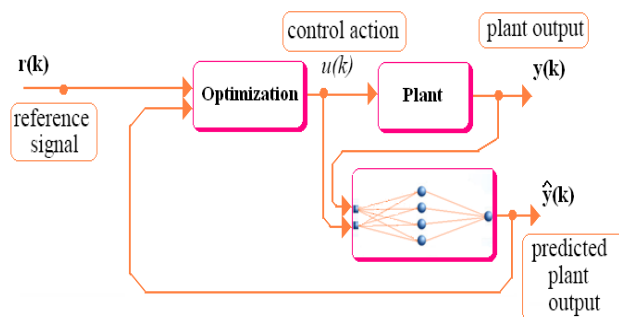 control action
u(k)
plant output
y(k)
r(k)
reference
signal
Optimization
Plant
ŷ(k)
predicted
plant
output